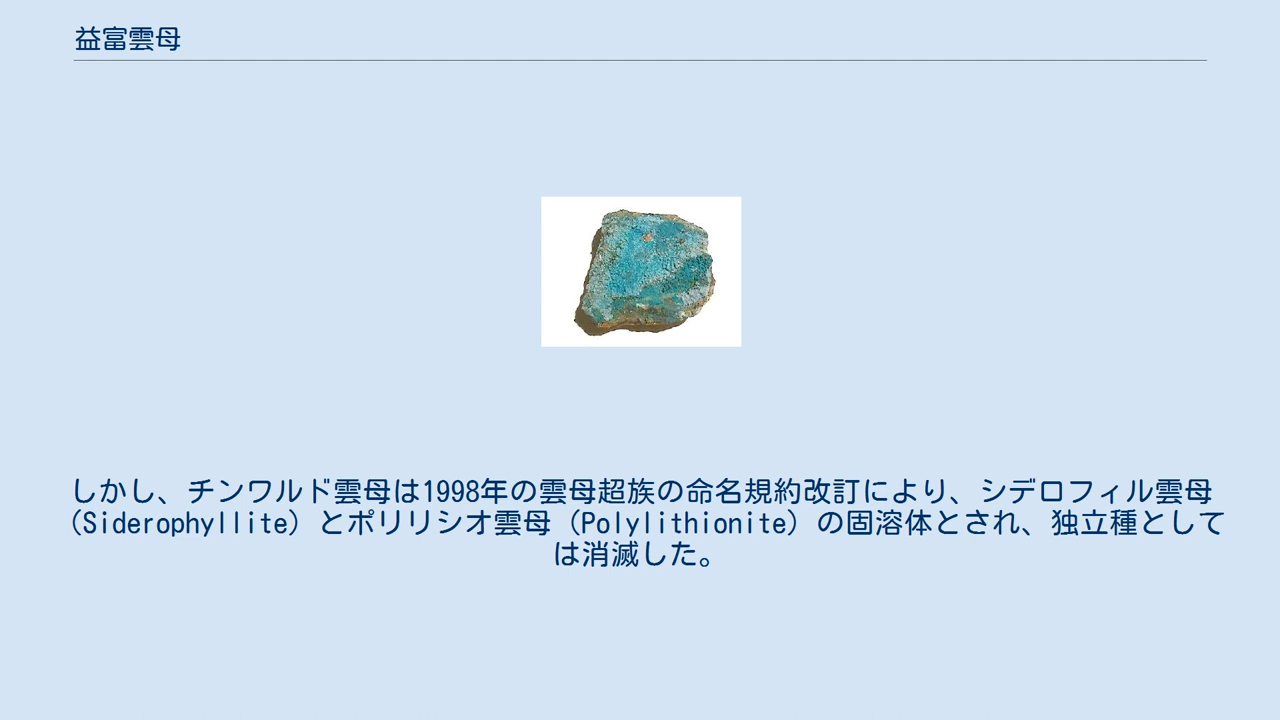 益富雲母
しかし、チンワルド雲母は1998年の雲母超族の命名規約改訂により、シデロフィル雲母
(Siderophyllite) とポリリシオ雲母 (Polylithionite) の固溶体とされ、独立種として
は消滅した。